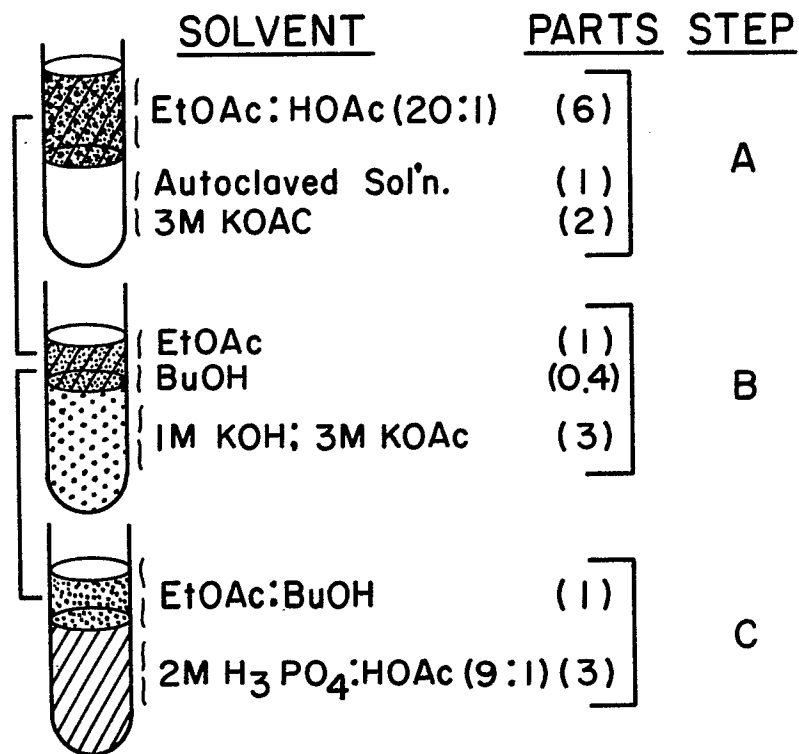 SOLVENT PARTS STEP
EtOAc: HOAc (20:1) (6)
A
Autoclaved Sol'n. (1)
3M KOAC (2)
EtOAc (1)
BuOH (0.4)
B
1M KOH; 3M KOAc (3)
EtOAc:BuOH (1)
C
2M H₃PO₄:HOAc (9:1) (3)